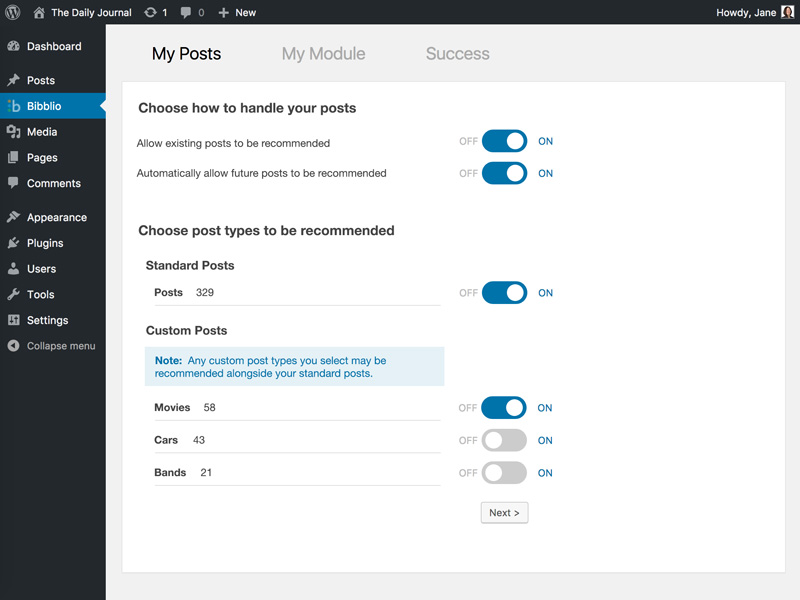 The Daily Journal 1 0 + New Howdy, Jane
Dashboard
Posts
Bibblio
Media
Pages
Comments
Appearance
Plugins
Users
Tools
Settings
Collapse menu
My Posts My Module Success
Choose how to handle your posts
Allow existing posts to be recommended OFF ON
Automatically allow future posts to be recommended OFF ON
Choose post types to be recommended
Standard Posts
Posts 329 OFF ON
Custom Posts
Note: Any custom post types you select may be
recommended alongside your standard posts.
Movies 58 OFF ON
Cars 43 OFF ON
Bands 21 OFF ON
Next >